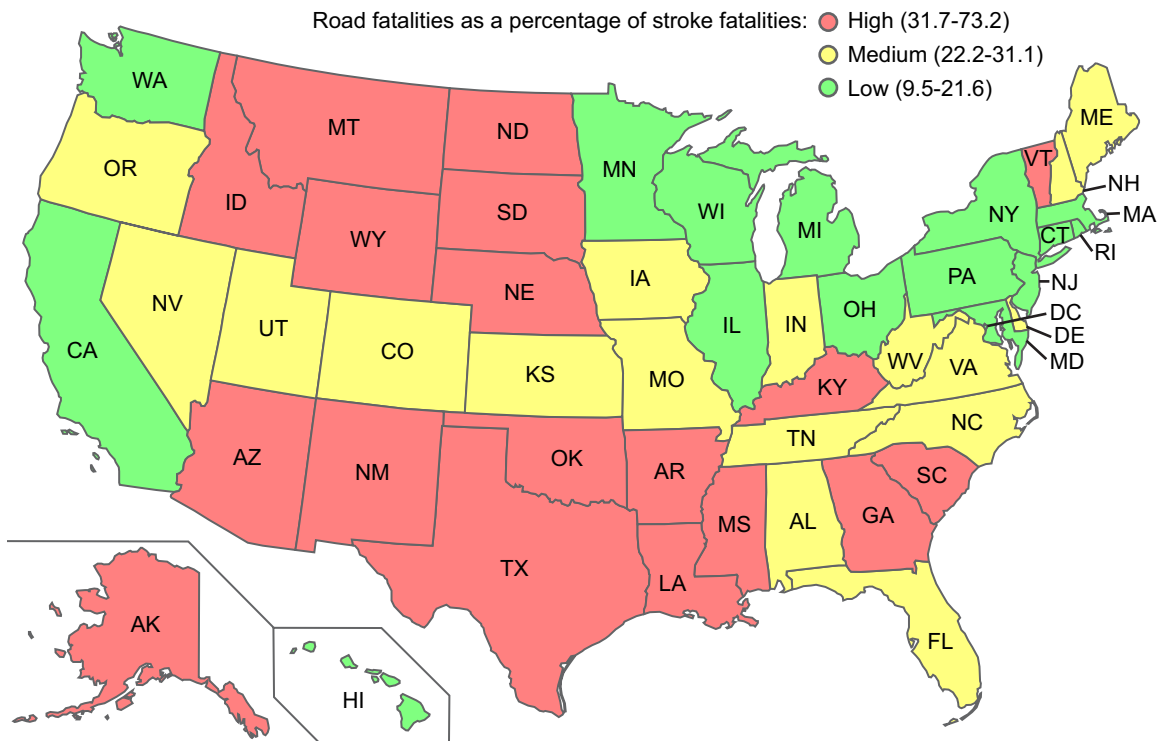 Road fatalities as a percentage of stroke fatalities:
High (31.7-73.2)
Medium (22.2-31.1)
Low (9.5-21.6)
WA
MT
ND
MN
ME
VT
OR
ID
SD
WI
MI
NY
NH
MA
WY
CT
RI
NE
IA
PA
NJ
NV
UT
CO
IL
IN
OH
DC
DE
MD
CA
KS
MO
WV
VA
KY
AZ
NM
OK
AR
TN
NC
SC
MS
AL
GA
TX
LA
AK
FL
HI